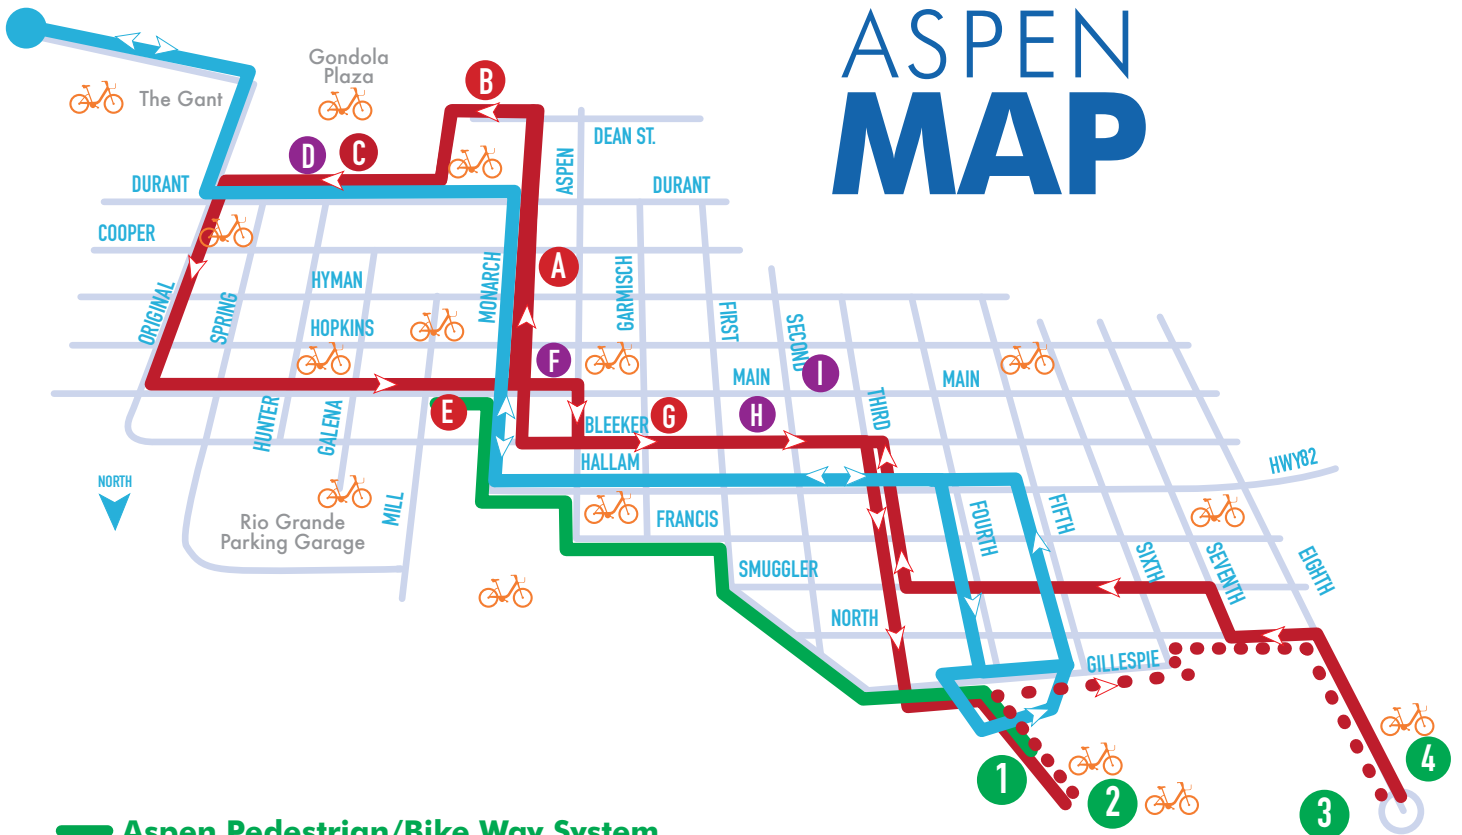 ASPEN
MAP
Gondola
Plaza
The Gant
B
DEAN ST.
ASPEN
D
C
DURANT
DURANT
COOPER
A
HYMAN
MONARCH
GARMISCH
ORIGINAL
SPRING
HOPKINS
FIRST
SECOND
F
I
MAIN
MAIN
E
G
H
THIRD
BLEEKER
HUNTER
GALENA
HALLAM
HWY82
NORTH
MILL
Rio Grande
Parking Garage
FRANCIS
FOURTH
FIFTH
SMUGGLER
SIXTH
SEVENTH
EIGHTH
NORTH
GILLESPIE
1
2
3
4
Aspen Pedestrian/Bike Way System